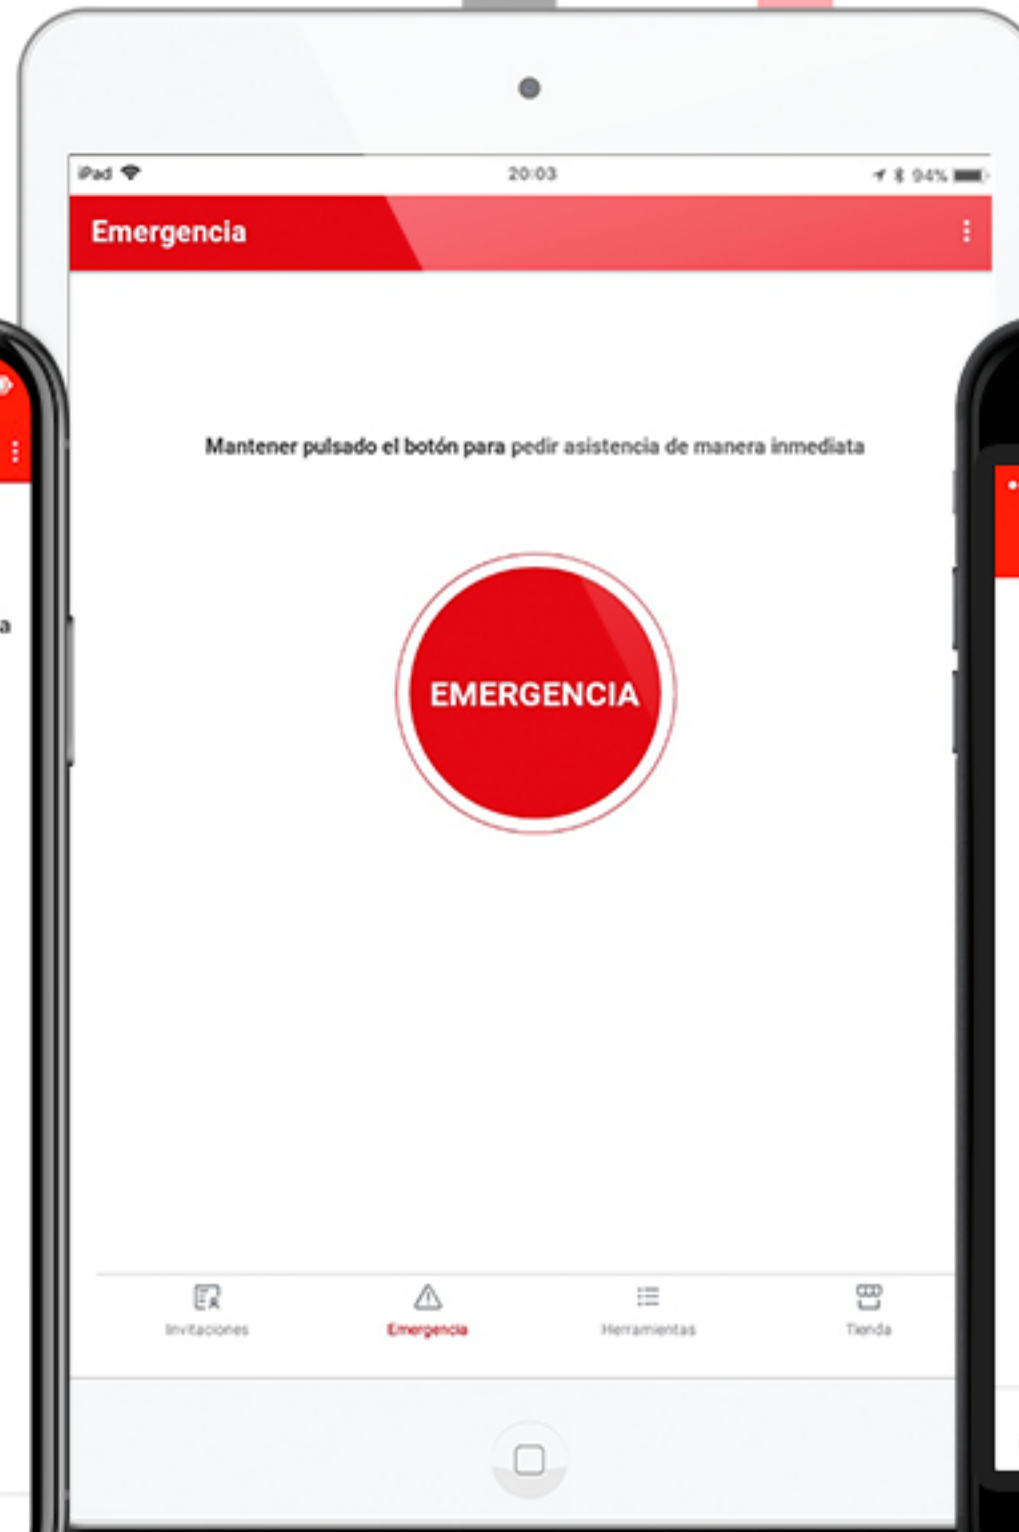 iPad 20:03 94%
Emergencia
Mantener pulsado el botón para pedir asistencia de manera inmediata
EMERGENCIA
Invitaciones Emergencia Herramientas Tienda
a